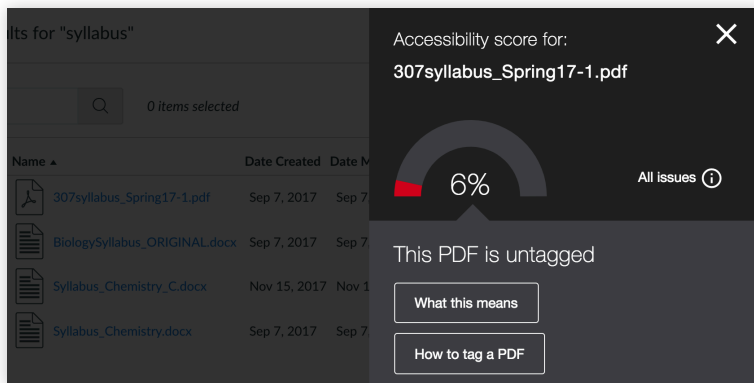 lts for "syllabus"
0 items selected
Name ▲ Date Created Date M
307syllabus_Spring17-1.pdf Sep 7, 2017 Sep 7
BiologySyllabus_ORIGINAL.docx Sep 7, 2017 Sep 7
Syllabus_Chemistry_C.docx Nov 15, 2017 Nov 1
Syllabus_Chemistry.docx Sep 7, 2017 Sep 7
Accessibility score for:
307syllabus_Spring17-1.pdf
6%
All issues
This PDF is untagged
What this means
How to tag a PDF